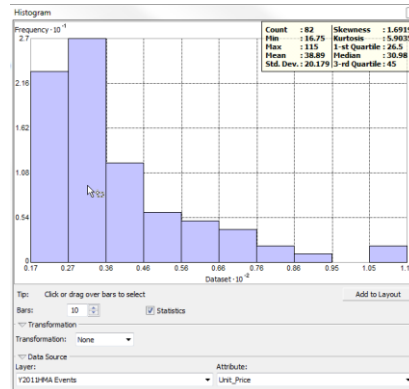 Histogram
Frequency · 10⁻¹
Count : 82 Skewness : 1.6919
Min : 16.75 Kurtosis : 5.9035
Max : 115 1-st Quartile : 26.5
Mean : 38.89 Median : 30.98
Std. Dev. : 20.179 3-rd Quartile : 45
2.7
2.16
1.62
1.08
0.54
0
0.17 0.27 0.36 0.46 0.56 0.66 0.76 0.86 0.95 1.05 1.1
Dataset · 10⁻²
Tip: Click or drag over bars to select
Add to Layout
Bars: 10 Statistics
Transformation
Transformation: None
Data Source
Layer: Attribute:
Y2011HMA Events Unit_Price